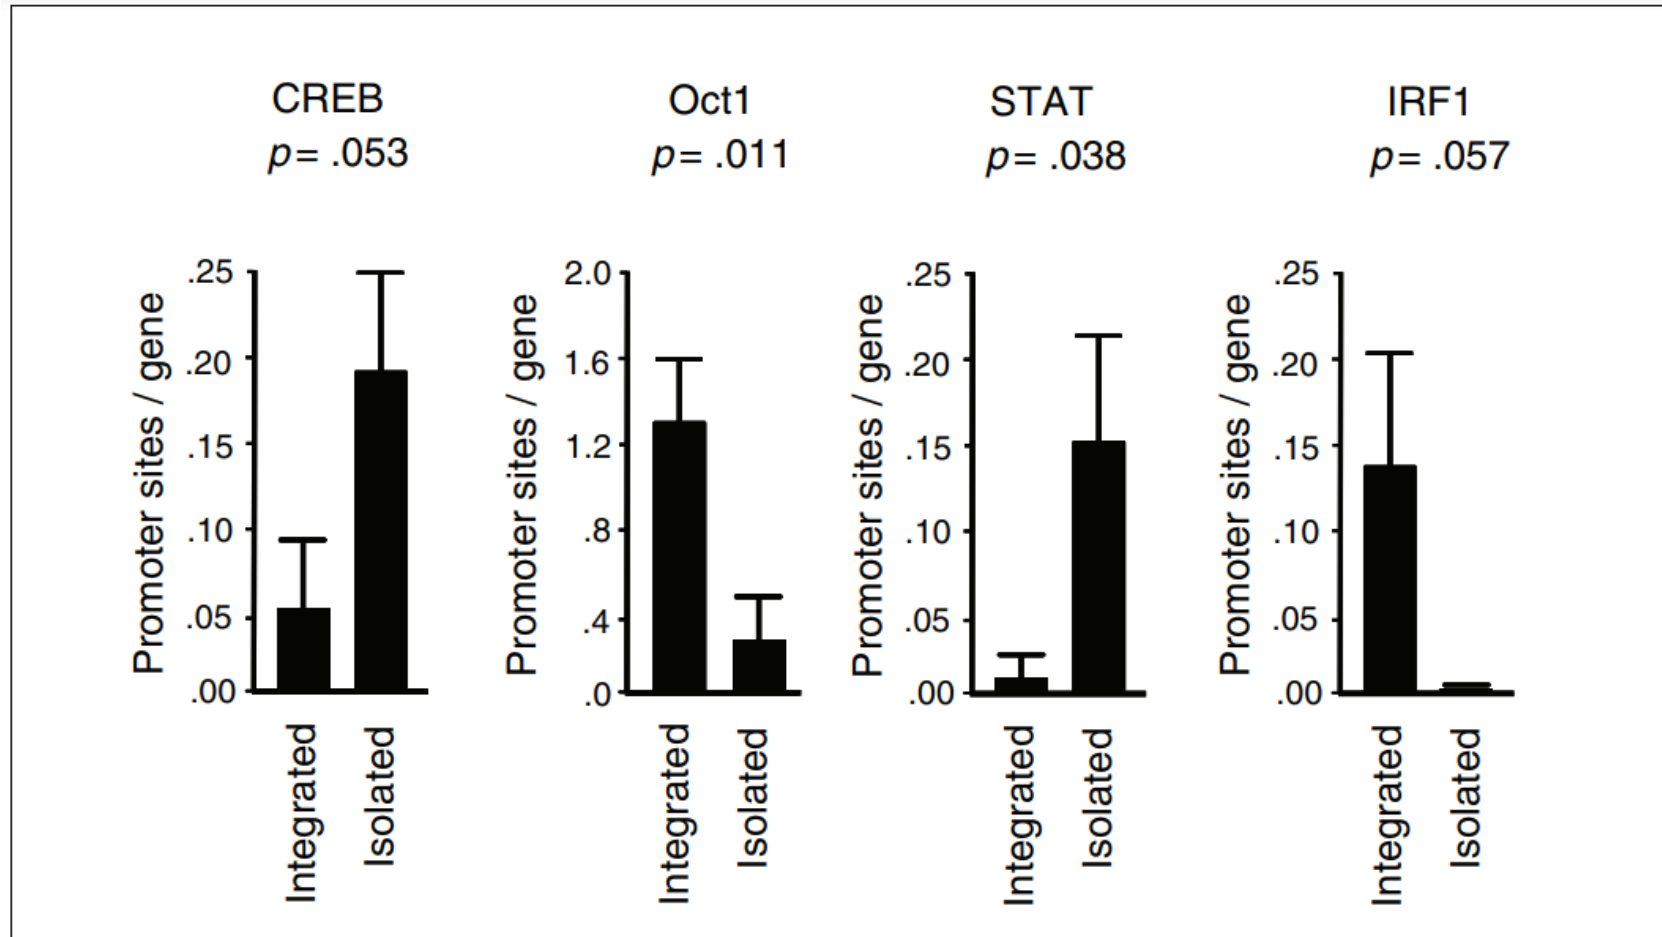 CREB
p= .053
Promoter sites / gene
.25
.20
.15
.10
.05
.00
Integrated
Isolated
Oct1
p= .011
Promoter sites / gene
2.0
1.6
1.2
.8
.4
.0
Integrated
Isolated
STAT
p= .038
Promoter sites / gene
.25
.20
.15
.10
.05
.00
Integrated
Isolated
IRF1
p= .057
Promoter sites / gene
.25
.20
.15
.10
.05
.00
Integrated
Isolated